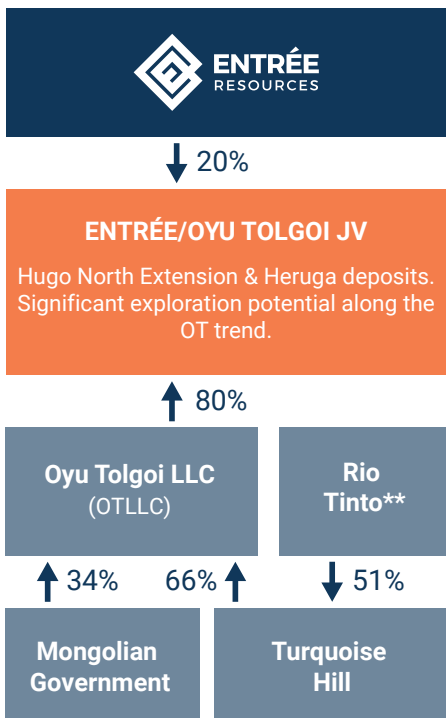 ENTRÉE
RESOURCES
20%
ENTRÉE/OYU TOLGOI JV
Hugo North Extension & Heruga deposits.
Significant exploration potential along the
OT trend.
80%
Oyu Tolgoi LLC
(OTLLC)
Rio
Tinto**
34%
66%
51%
Mongolian
Government
Turquoise
Hill